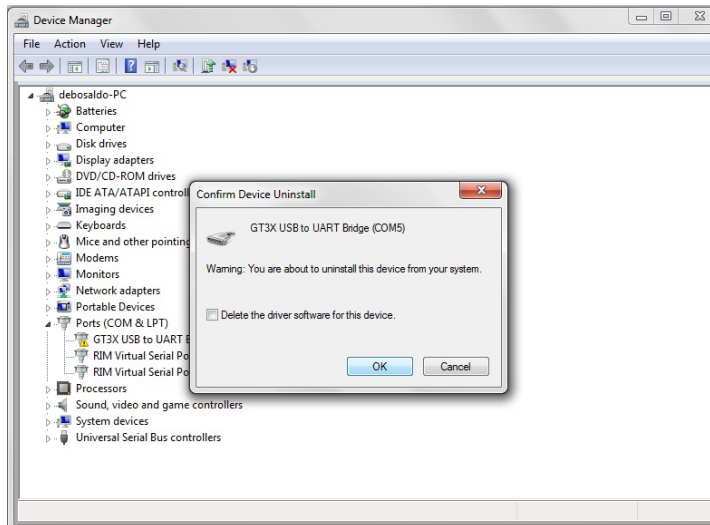 Device Manager
File Action View Help
debosaldo-PC
Batteries
Computer
Disk drives
Display adapters
DVD/CD-ROM drives
IDE ATA/ATAPI controll
Imaging devices
Keyboards
Mice and other pointing
Modems
Monitors
Network adapters
Portable Devices
Ports (COM & LPT)
GT3X USB to UART B
RIM Virtual Serial Po
RIM Virtual Serial Po
Processors
Sound, video and game controllers
System devices
Universal Serial Bus controllers
Confirm Device Uninstall
GT3X USB to UART Bridge (COM5)
Warning: You are about to uninstall this device from your system.
Delete the driver software for this device.
OK Cancel